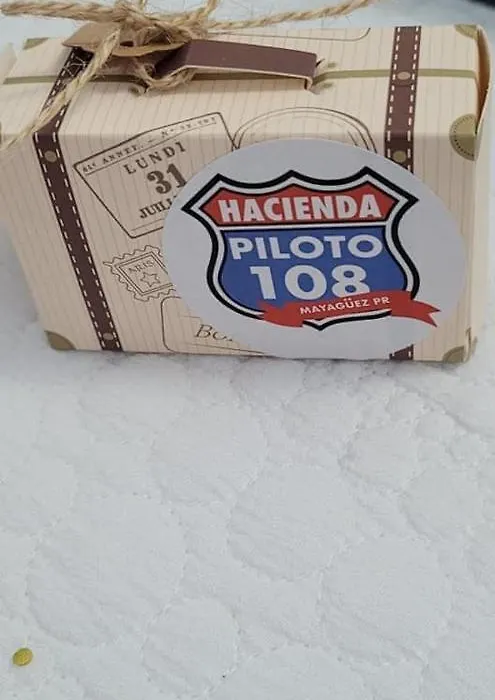 LUNDI
31
HACIENDA
PILOTO
108
MAYAGÜEZ PR